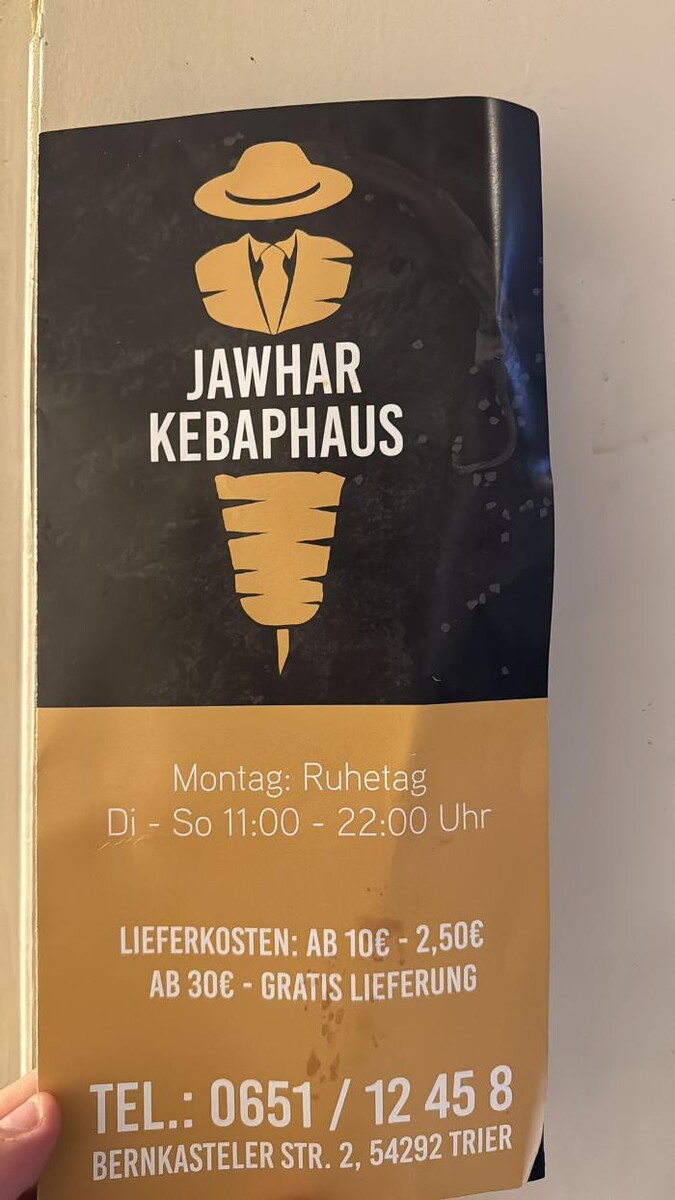 JAWHAR
KEBAPHAUS
Montag: Ruhetag
Di - So 11:00 - 22:00 Uhr
LIEFERKOSTEN: AB 10€ - 2,50€
AB 30€ - GRATIS LIEFERUNG
TEL.: 0651 / 12 45 8
BERNKASTELER STR. 2, 54292 TRIER